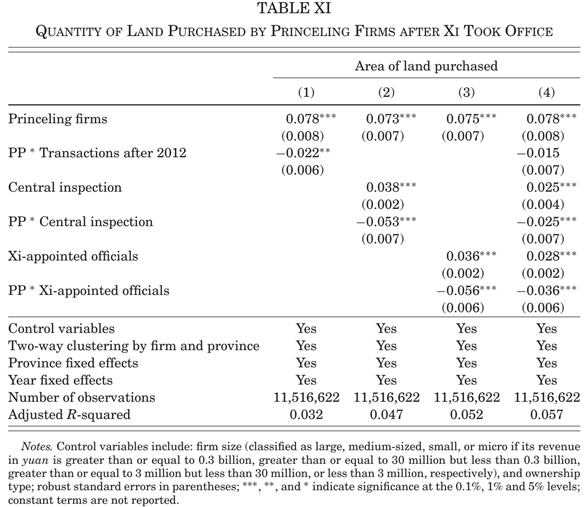 TABLE XI
QUANTITY OF LAND PURCHASED BY PRINCELING FIRMS AFTER XI TOOK OFFICE
Area of land purchased
(1) (2) (3) (4)
Princeling firms 0.078*** 0.073*** 0.075*** 0.078***
(0.008) (0.007) (0.007) (0.008)
PP * Transactions after 2012 −0.022** −0.015
(0.006) (0.007)
Central inspection 0.038*** 0.025***
(0.002) (0.004)
PP * Central inspection −0.053*** −0.025***
(0.007) (0.007)
Xi-appointed officials 0.036*** 0.028***
(0.002) (0.002)
PP * Xi-appointed officials −0.056*** −0.036***
(0.006) (0.006)
Control variables Yes Yes Yes Yes
Two-way clustering by firm and province Yes Yes Yes Yes
Province fixed effects Yes Yes Yes Yes
Year fixed effects Yes Yes Yes Yes
Number of observations 11,516,622 11,516,622 11,516,622 11,516,622
Adjusted R-squared 0.032 0.047 0.052 0.057
Notes. Control variables include: firm size (classified as large, medium-sized, small, or micro if its revenue
in yuan is greater than or equal to 0.3 billion, greater than or equal to 30 million but less than 0.3 billion,
greater than or equal to 3 million but less than 30 million, or less than 3 million, respectively), and ownership
type; robust standard errors in parentheses; ***, **, and * indicate significance at the 0.1%, 1% and 5% levels;
constant terms are not reported.